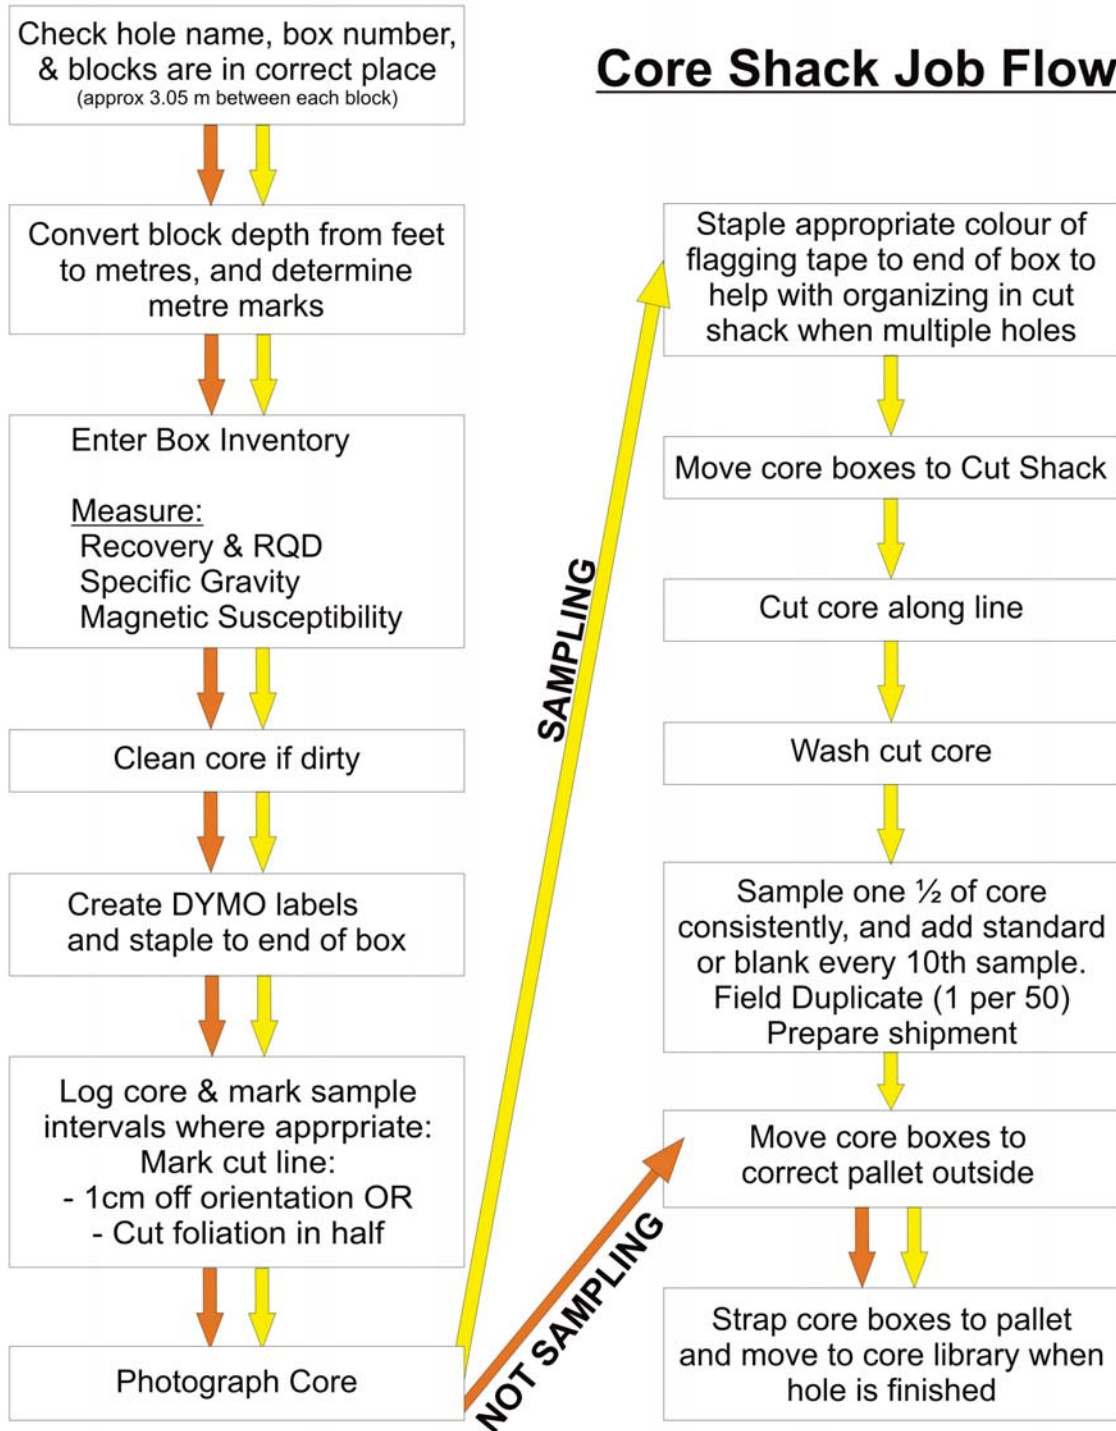 Core Shack Job Flow
Check hole name, box number,
& blocks are in correct place
(approx 3.05 m between each block)
Convert block depth from feet
to metres, and determine
metre marks
Enter Box Inventory
Measure:
Recovery & RQD
Specific Gravity
Magnetic Susceptibility
Clean core if dirty
Create DYMO labels
and staple to end of box
Log core & mark sample
intervals where apprpriate:
Mark cut line:
- 1cm off orientation OR
- Cut foliation in half
Photograph Core
SAMPLING
NOT SAMPLING
Staple appropriate colour of
flagging tape to end of box to
help with organizing in cut
shack when multiple holes
Move core boxes to Cut Shack
Cut core along line
Wash cut core
Sample one ½ of core
consistently, and add standard
or blank every 10th sample.
Field Duplicate (1 per 50)
Prepare shipment
Move core boxes to
correct pallet outside
Strap core boxes to pallet
and move to core library when
hole is finished